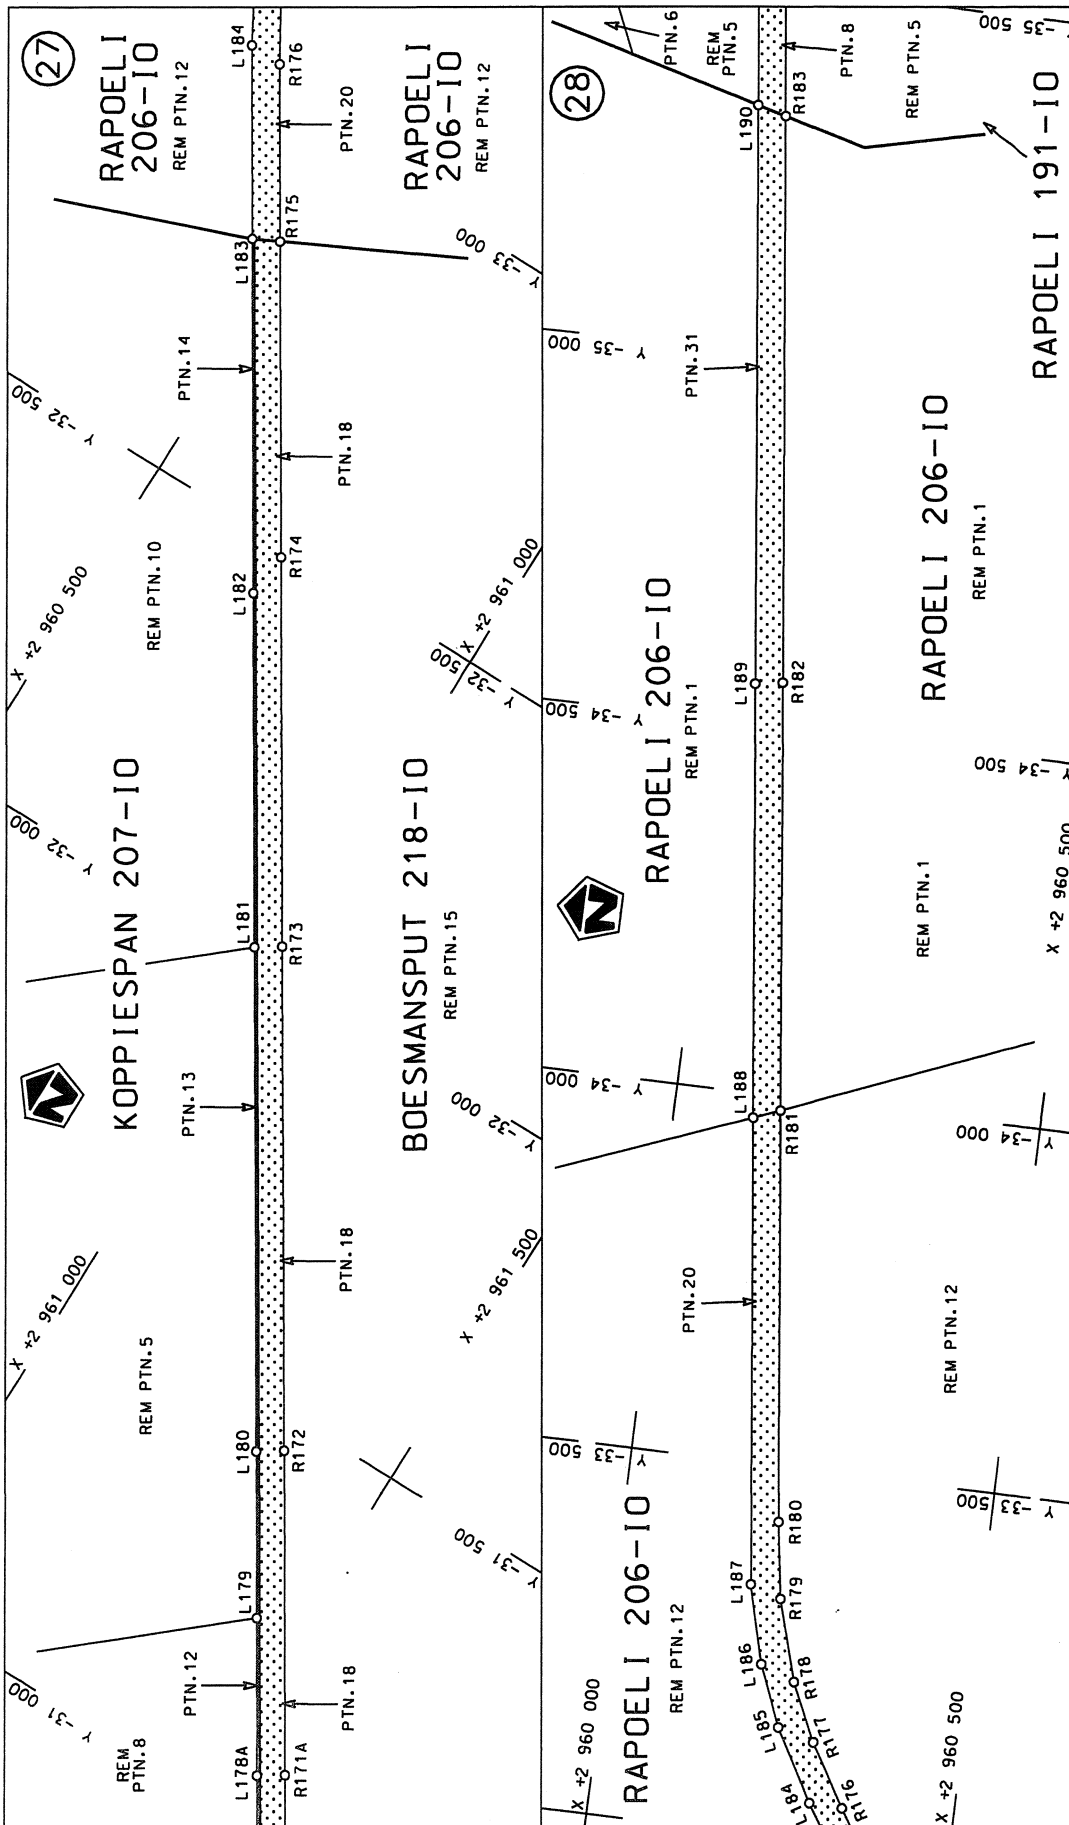 27
RAPOELI
206-IO
REM PTN.12
L184
R176
PTN.20
RAPOELI
206-IO
REM PTN.12
L183
R175
Y -33 000
PTN.14
Y -32 500
PTN.18
REM PTN.10
L182
R174
X +2 960 500
X +2 961 000
Y -32 500
KOPPIESPAN 207-IO
Y -32 000
L181
R173
BOESMANSPUT 218-IO
REM PTN.15
N
PTN.13
Y -32 000
X +2 961 000
PTN.18
X +2 961 500
REM PTN.5
L180
R172
Y -31 500
L179
PTN.12
PTN.18
Y -31 000
REM
PTN.8
L178A
R171A
28
PTN.6
REM
PTN.5
PTN.8
REM PTN.5
-35 500
L190
R183
RAPOELI 191-IO
Y -35 000
PTN.31
RAPOELI 206-IO
REM PTN.1
RAPOELI 206-IO
REM PTN.1
L189
R182
Y -34 500
Y -34 500
N
REM PTN.1
X +2 960 500
Y -34 000
L188
R181
Y -34 000
PTN.20
REM PTN.12
Y -33 500
R180
Y -33 500
RAPOELI 206-IO
REM PTN.12
L187
R179
L186
R178
L185
R177
L184
R176
X +2 960 000
X +2 960 500